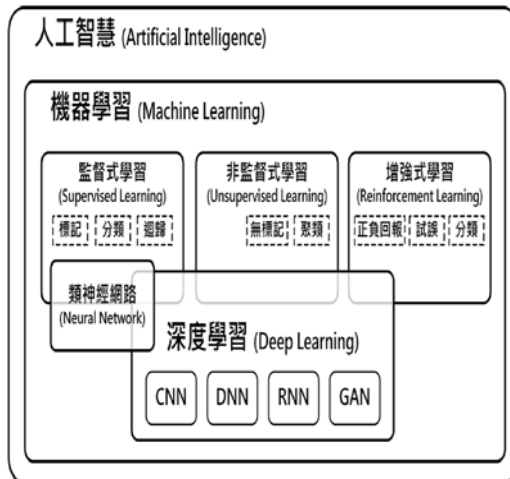 人工智慧 (Artificial Intelligence)
機器學習 (Machine Learning)
監督式學習
(Supervised Learning)
標記 分類 迴歸
非監督式學習
(Unsupervised Learning)
無標記 聚類
增強式學習
(Reinforcement Learning)
正負回報 試誤 分類
類神經網路
(Neural Network)
深度學習 (Deep Learning)
CNN DNN RNN GAN